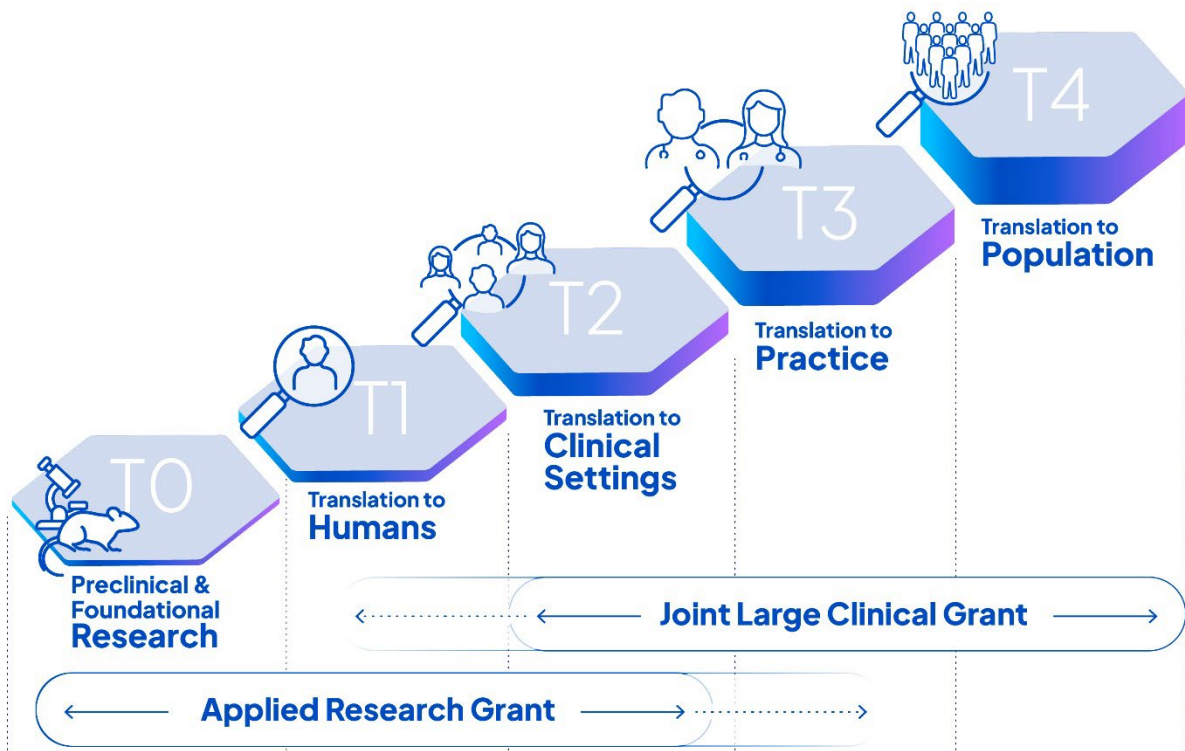 T0
Preclinical &
Foundational
Research
T1
Translation to
Humans
T2
Translation to
Clinical
Settings
T3
Translation to
Practice
T4
Translation to
Population
Joint Large Clinical Grant
Applied Research Grant